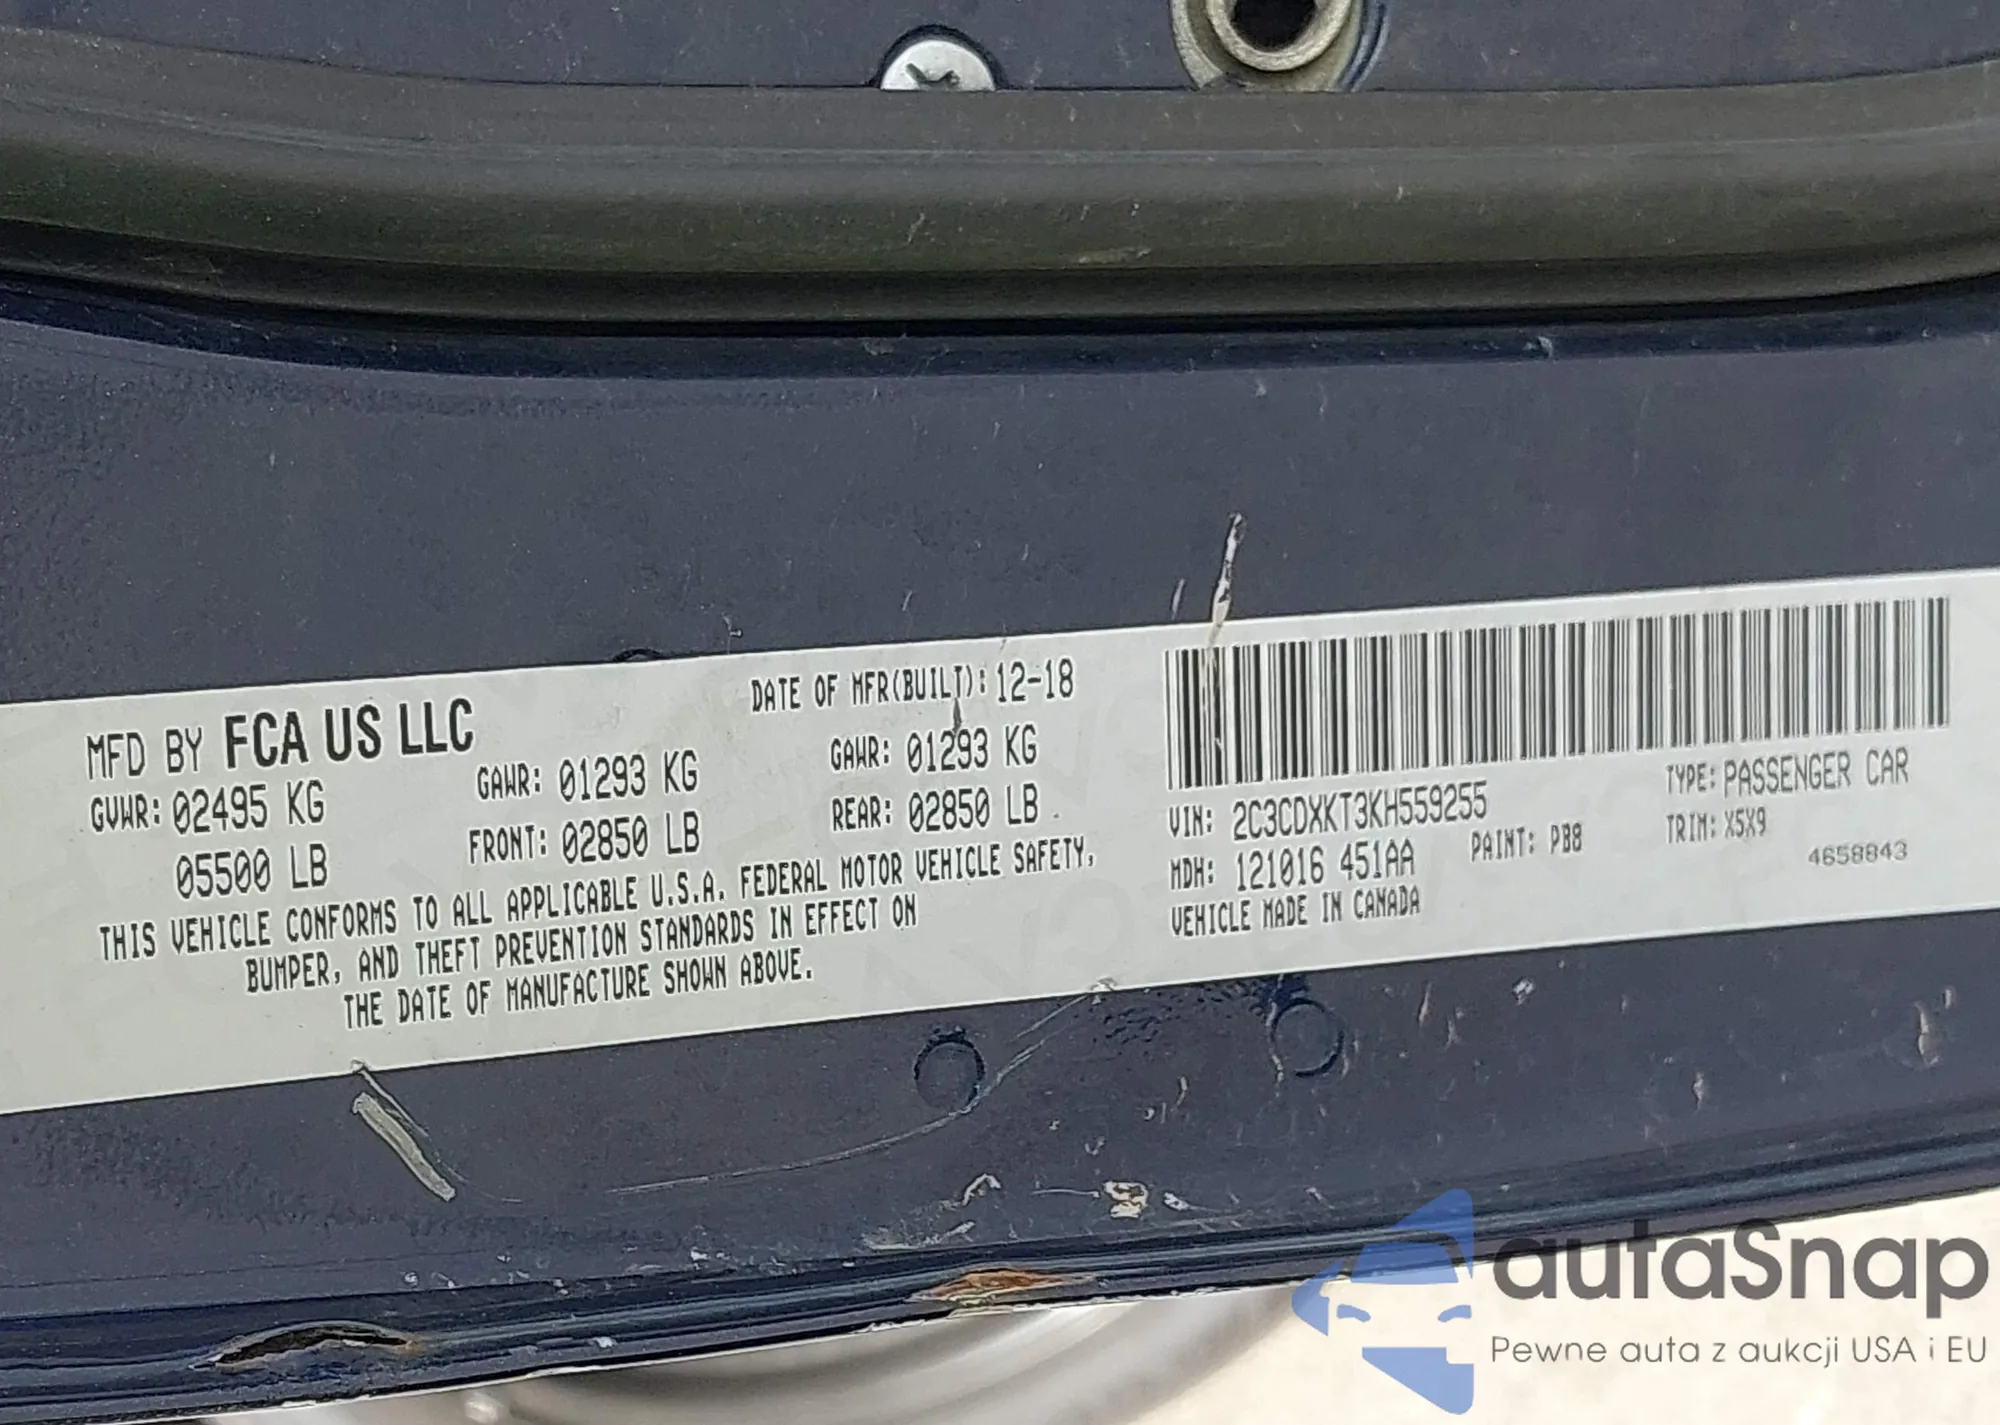 MFD BY FCA US LLC
DATE OF MFR(BUILT): 12-18
GVWR: 02495 KG
GAWR: 01293 KG
GAWR: 01293 KG
05500 LB
FRONT: 02850 LB
REAR: 02850 LB
THIS VEHICLE CONFORMS TO ALL APPLICABLE U.S.A. FEDERAL MOTOR VEHICLE SAFETY,
BUMPER, AND THEFT PREVENTION STANDARDS IN EFFECT ON
THE DATE OF MANUFACTURE SHOWN ABOVE.
VIN: 2C3CDXKT3KH559255
TYPE: PASSENGER CAR
MDH: 121016 451AA
PAINT: PB8
TRIM: X5X9
VEHICLE MADE IN CANADA
4658843
autaSnap
Pewne auta z aukcji USA i EU